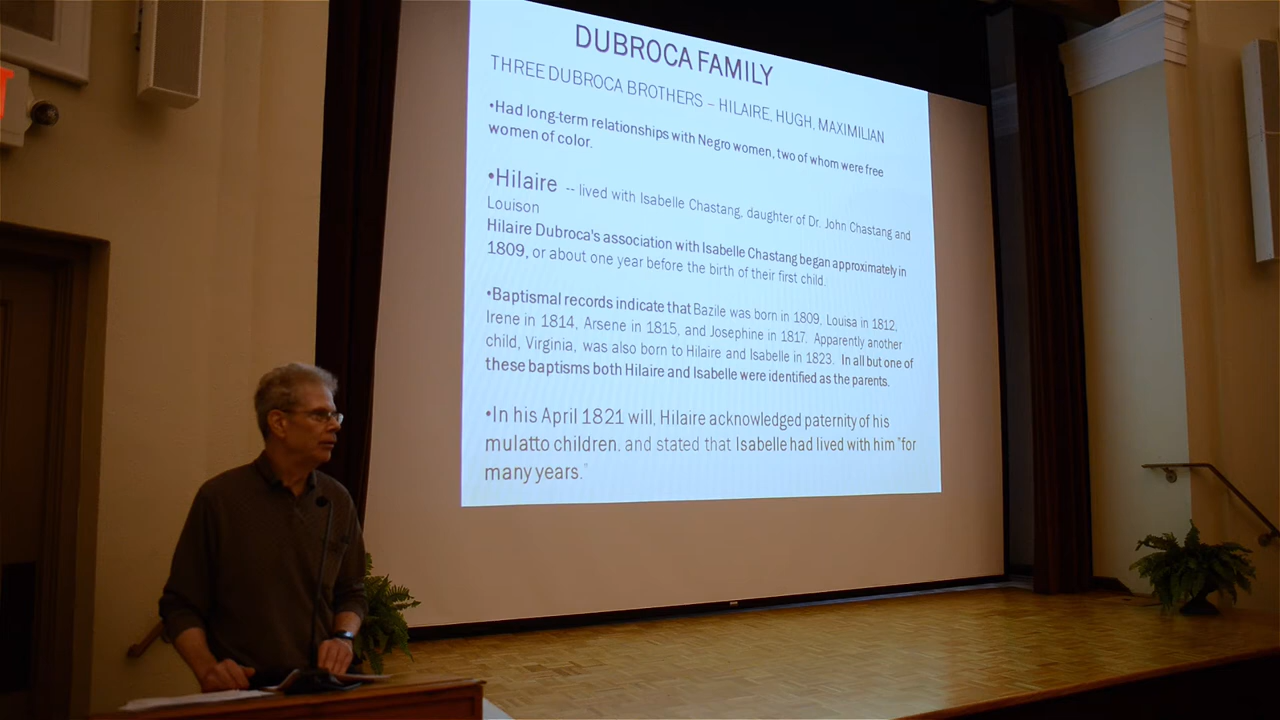 DUBROCA FAMILY
THREE DUBROCA BROTHERS – HILAIRE, HUGH, MAXIMILIAN
•Had long-term relationships with Negro women, two of whom were free
women of color.
•Hilaire -- lived with Isabelle Chastang, daughter of Dr. John Chastang and
Louison
Hilaire Dubroca's association with Isabelle Chastang began approximately in
1809, or about one year before the birth of their first child.
•Baptismal records indicate that Bazile was born in 1809, Louisa in 1812,
Irene in 1814, Arsene in 1815, and Josephine in 1817. Apparently another
child, Virginia, was also born to Hilaire and Isabelle in 1823. In all but one of
these baptisms both Hilaire and Isabelle were identified as the parents.
•In his April 1821 will, Hilaire acknowledged paternity of his
mulatto children. and stated that Isabelle had lived with him "for
many years."